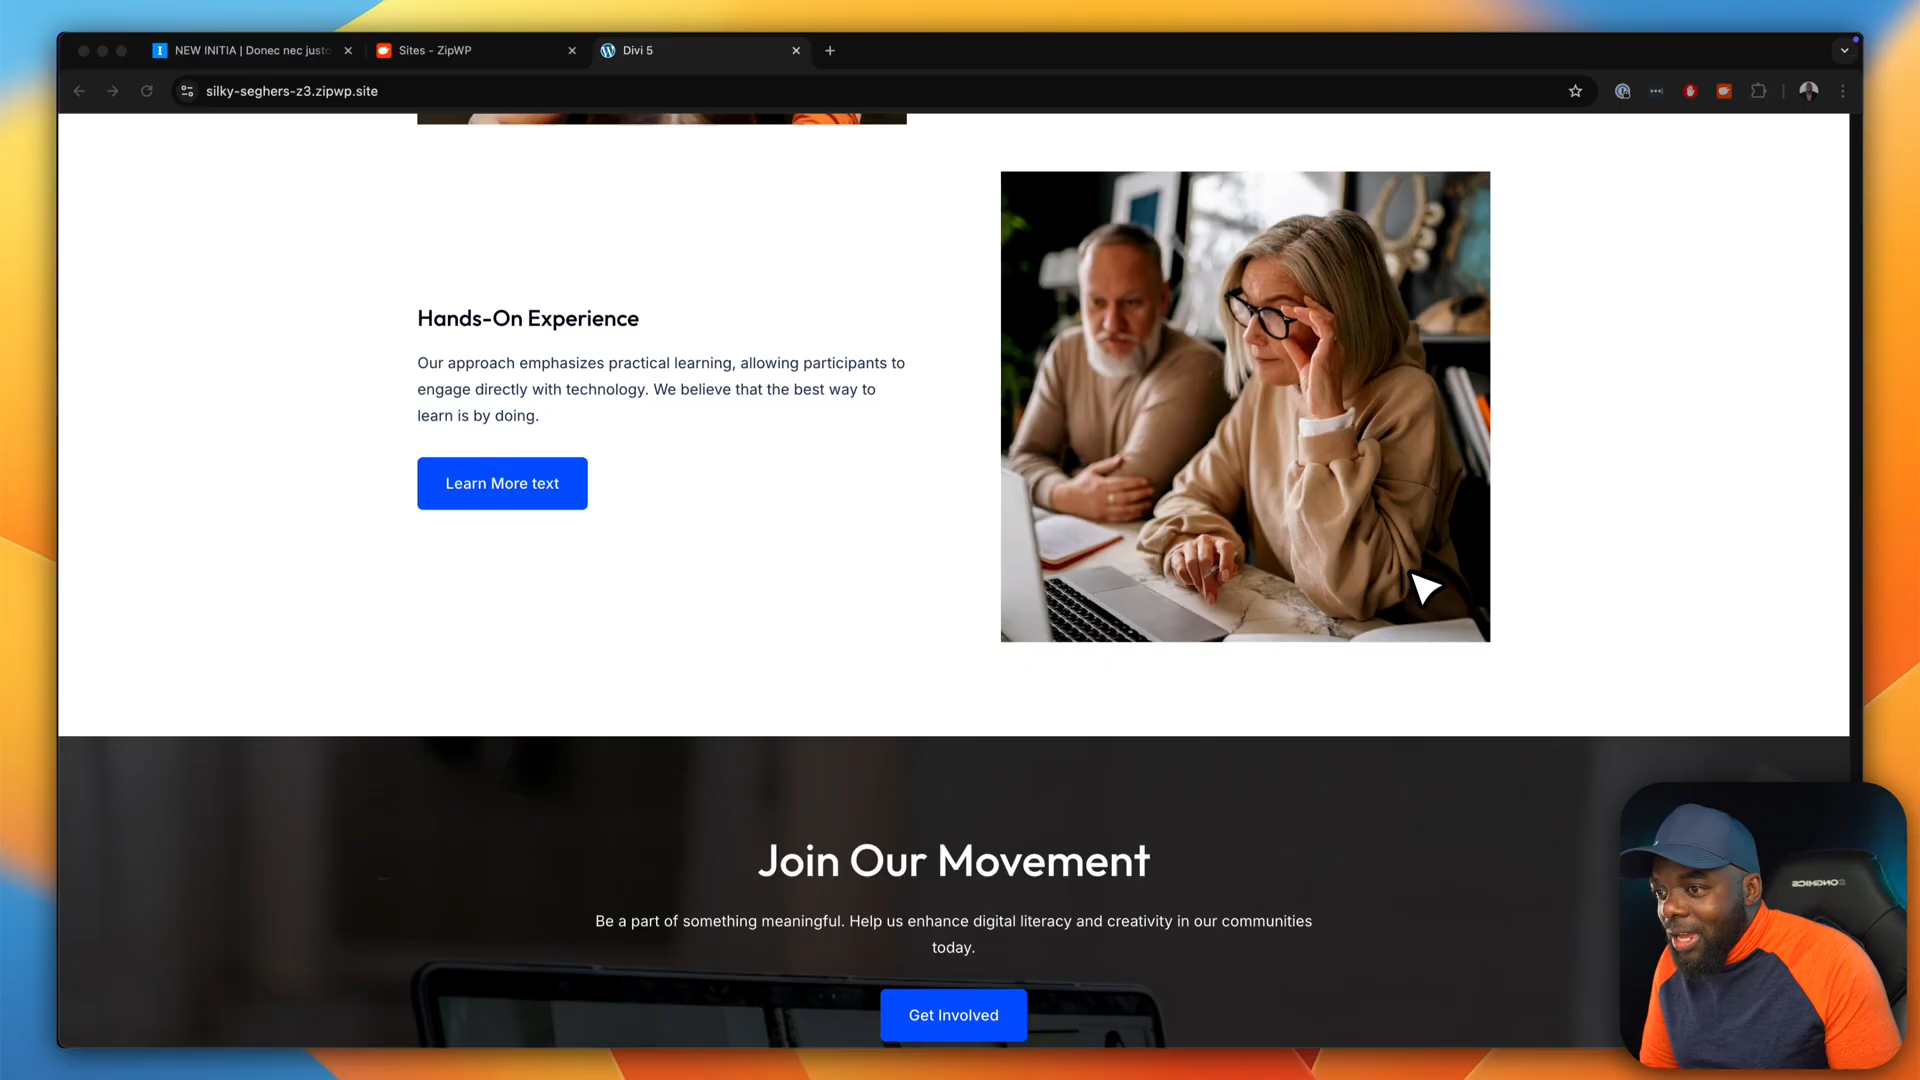 NEW INITIA | Donec nec justo
Sites - ZipWP
Divi 5
silky-seghers-z3.zipwp.site
Hands-On Experience
Our approach emphasizes practical learning, allowing participants to
engage directly with technology. We believe that the best way to
learn is by doing.
Learn More text
Join Our Movement
Be a part of something meaningful. Help us enhance digital literacy and creativity in our communities
today.
Get Involved